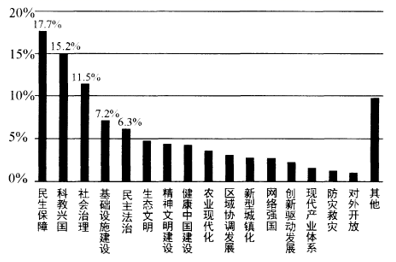 20%
17.7%
15.2%
15%
11.5%
10%
7.2%
6.3%
5%
0%
民生保障
科教兴国
社会治理
基础设施建设
民主法治
生态文明
精神文明建设
健康中国建设
农业现代化
区域协调发展
新型城镇化
网络强国
创新驱动发展
现代产业体系
防灾救灾
对外开放
其他